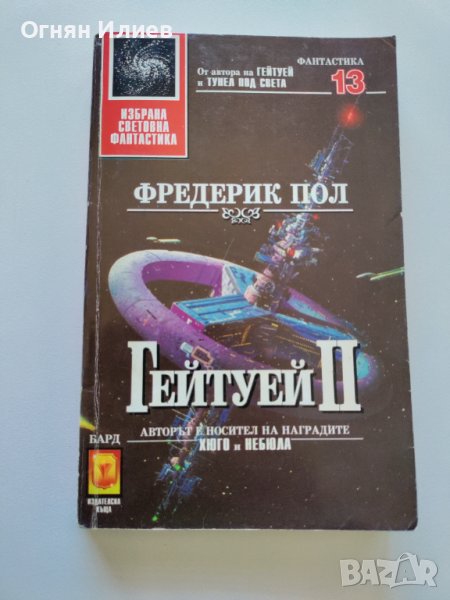 Огнян Илиев
ИЗБРАНА
СВЕТОВНА
ФАНТАСТИКА
От автора на ГЕЙТУЕЙ
и ТУНЕЛ ПОД СВЕТА
ФАНТАСТИКА
13
ФРЕДЕРИК ПОЛ
ГЕЙТУЕЙ II
АВТОРЪТ Е НОСИТЕЛ НА НАГРАДИТЕ
ХЮГО и НЕБЮЛА
БАРД
ИЗДАТЕЛСКА
КЪЩА
BAZAR